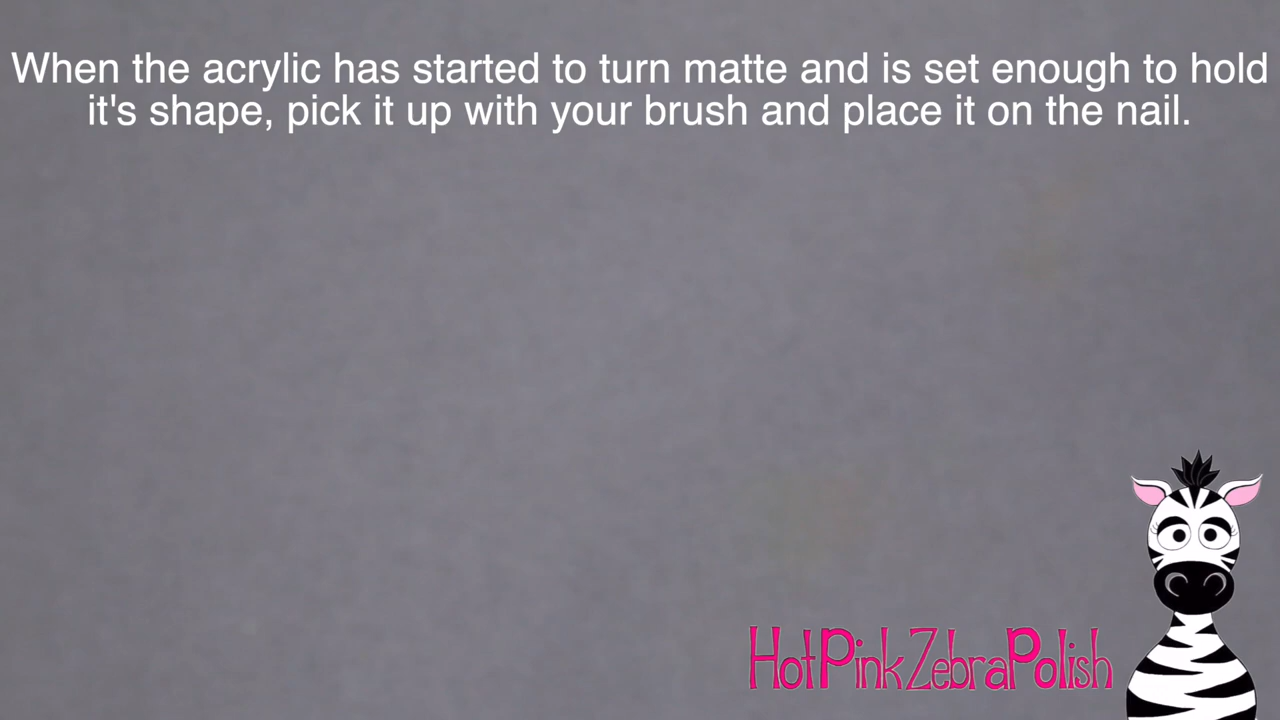 When the acrylic has started to turn matte and is set enough to hold
it's shape, pick it up with your brush and place it on the nail.
HotPinkZebraPolish